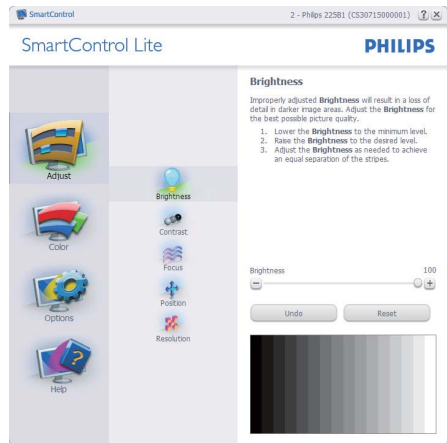 SmartControl
2 - Philips 225B1 (CS30715000001)
SmartControl Lite
PHILIPS
Adjust
Color
Options
Help
Brightness
Contrast
Focus
Position
Resolution
Brightness
Improperly adjusted Brightness will result in a loss of
detail in darker image areas. Adjust the Brightness for
the best possible picture quality.
1. Lower the Brightness to the minimum level.
2. Raise the Brightness to the desired level.
3. Adjust the Brightness as needed to achieve
an equal separation of the stripes.
Brightness 100
Undo Reset